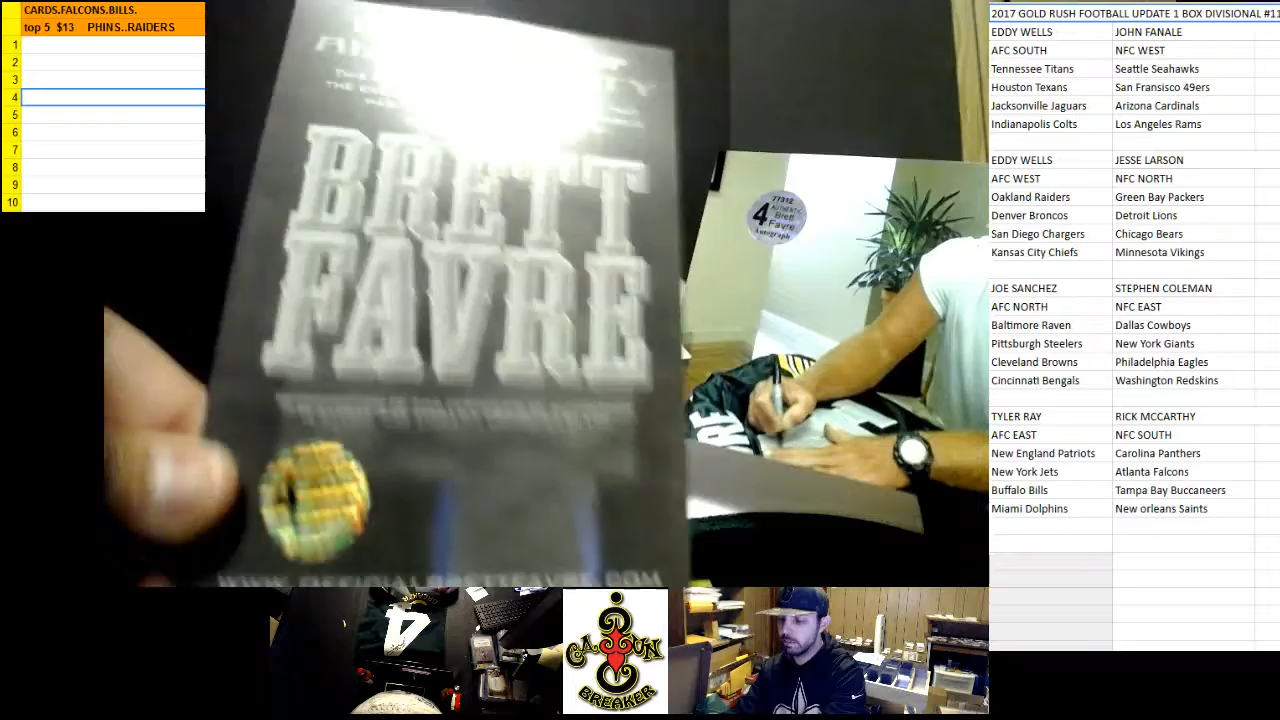 CARDS.FALCONS.BILLS.
top 5 $13 PHINS..RAIDERS
1
2
3
4
5
6
7
8
9
10
BRETT
FAVRE
77312
4 AUTHENTIC
Brett
Favre
Autograph
4
CAJUN
BREAKER
2017 GOLD RUSH FOOTBALL UPDATE 1 BOX DIVISIONAL #11
EDDY WELLS JOHN FANALE
AFC SOUTH NFC WEST
Tennessee Titans Seattle Seahawks
Houston Texans San Fransisco 49ers
Jacksonville Jaguars Arizona Cardinals
Indianapolis Colts Los Angeles Rams
EDDY WELLS JESSE LARSON
AFC WEST NFC NORTH
Oakland Raiders Green Bay Packers
Denver Broncos Detroit Lions
San Diego Chargers Chicago Bears
Kansas City Chiefs Minnesota Vikings
JOE SANCHEZ STEPHEN COLEMAN
AFC NORTH NFC EAST
Baltimore Raven Dallas Cowboys
Pittsburgh Steelers New York Giants
Cleveland Browns Philadelphia Eagles
Cincinnati Bengals Washington Redskins
TYLER RAY RICK MCCARTHY
AFC EAST NFC SOUTH
New England Patriots Carolina Panthers
New York Jets Atlanta Falcons
Buffalo Bills Tampa Bay Buccaneers
Miami Dolphins New orleans Saints